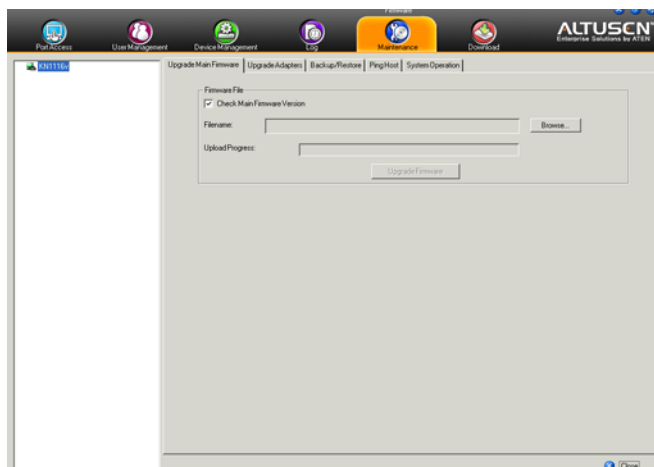 Firmware
Port Access
User Management
Device Management
Log
Maintenance
Download
ALTUSCN
Enterprise Solutions by ATEN
KN1116v
Upgrade Main Firmware
Upgrade Adapters
Backup/Restore
Ping Host
System Operation
Firmware File
Check Main Firmware Version
Filename:
Browse...
Upload Progress:
Upgrade Firmware
Close